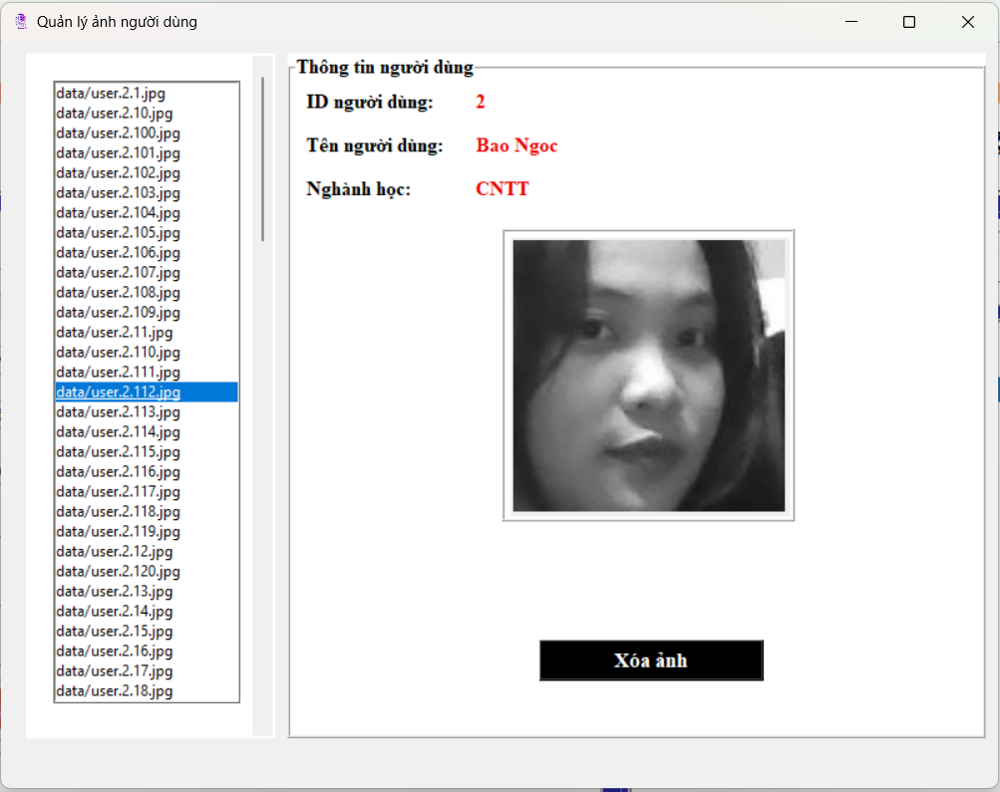 Quản lý ảnh người dùng
data/user.2.1.jpg
data/user.2.10.jpg
data/user.2.100.jpg
data/user.2.101.jpg
data/user.2.102.jpg
data/user.2.103.jpg
data/user.2.104.jpg
data/user.2.105.jpg
data/user.2.106.jpg
data/user.2.107.jpg
data/user.2.108.jpg
data/user.2.109.jpg
data/user.2.11.jpg
data/user.2.110.jpg
data/user.2.111.jpg
data/user.2.112.jpg
data/user.2.113.jpg
data/user.2.114.jpg
data/user.2.115.jpg
data/user.2.116.jpg
data/user.2.117.jpg
data/user.2.118.jpg
data/user.2.119.jpg
data/user.2.12.jpg
data/user.2.120.jpg
data/user.2.13.jpg
data/user.2.14.jpg
data/user.2.15.jpg
data/user.2.16.jpg
data/user.2.17.jpg
data/user.2.18.jpg
Thông tin người dùng
ID người dùng: 2
Tên người dùng: Bao Ngoc
Nghành học: CNTT
Xóa ảnh